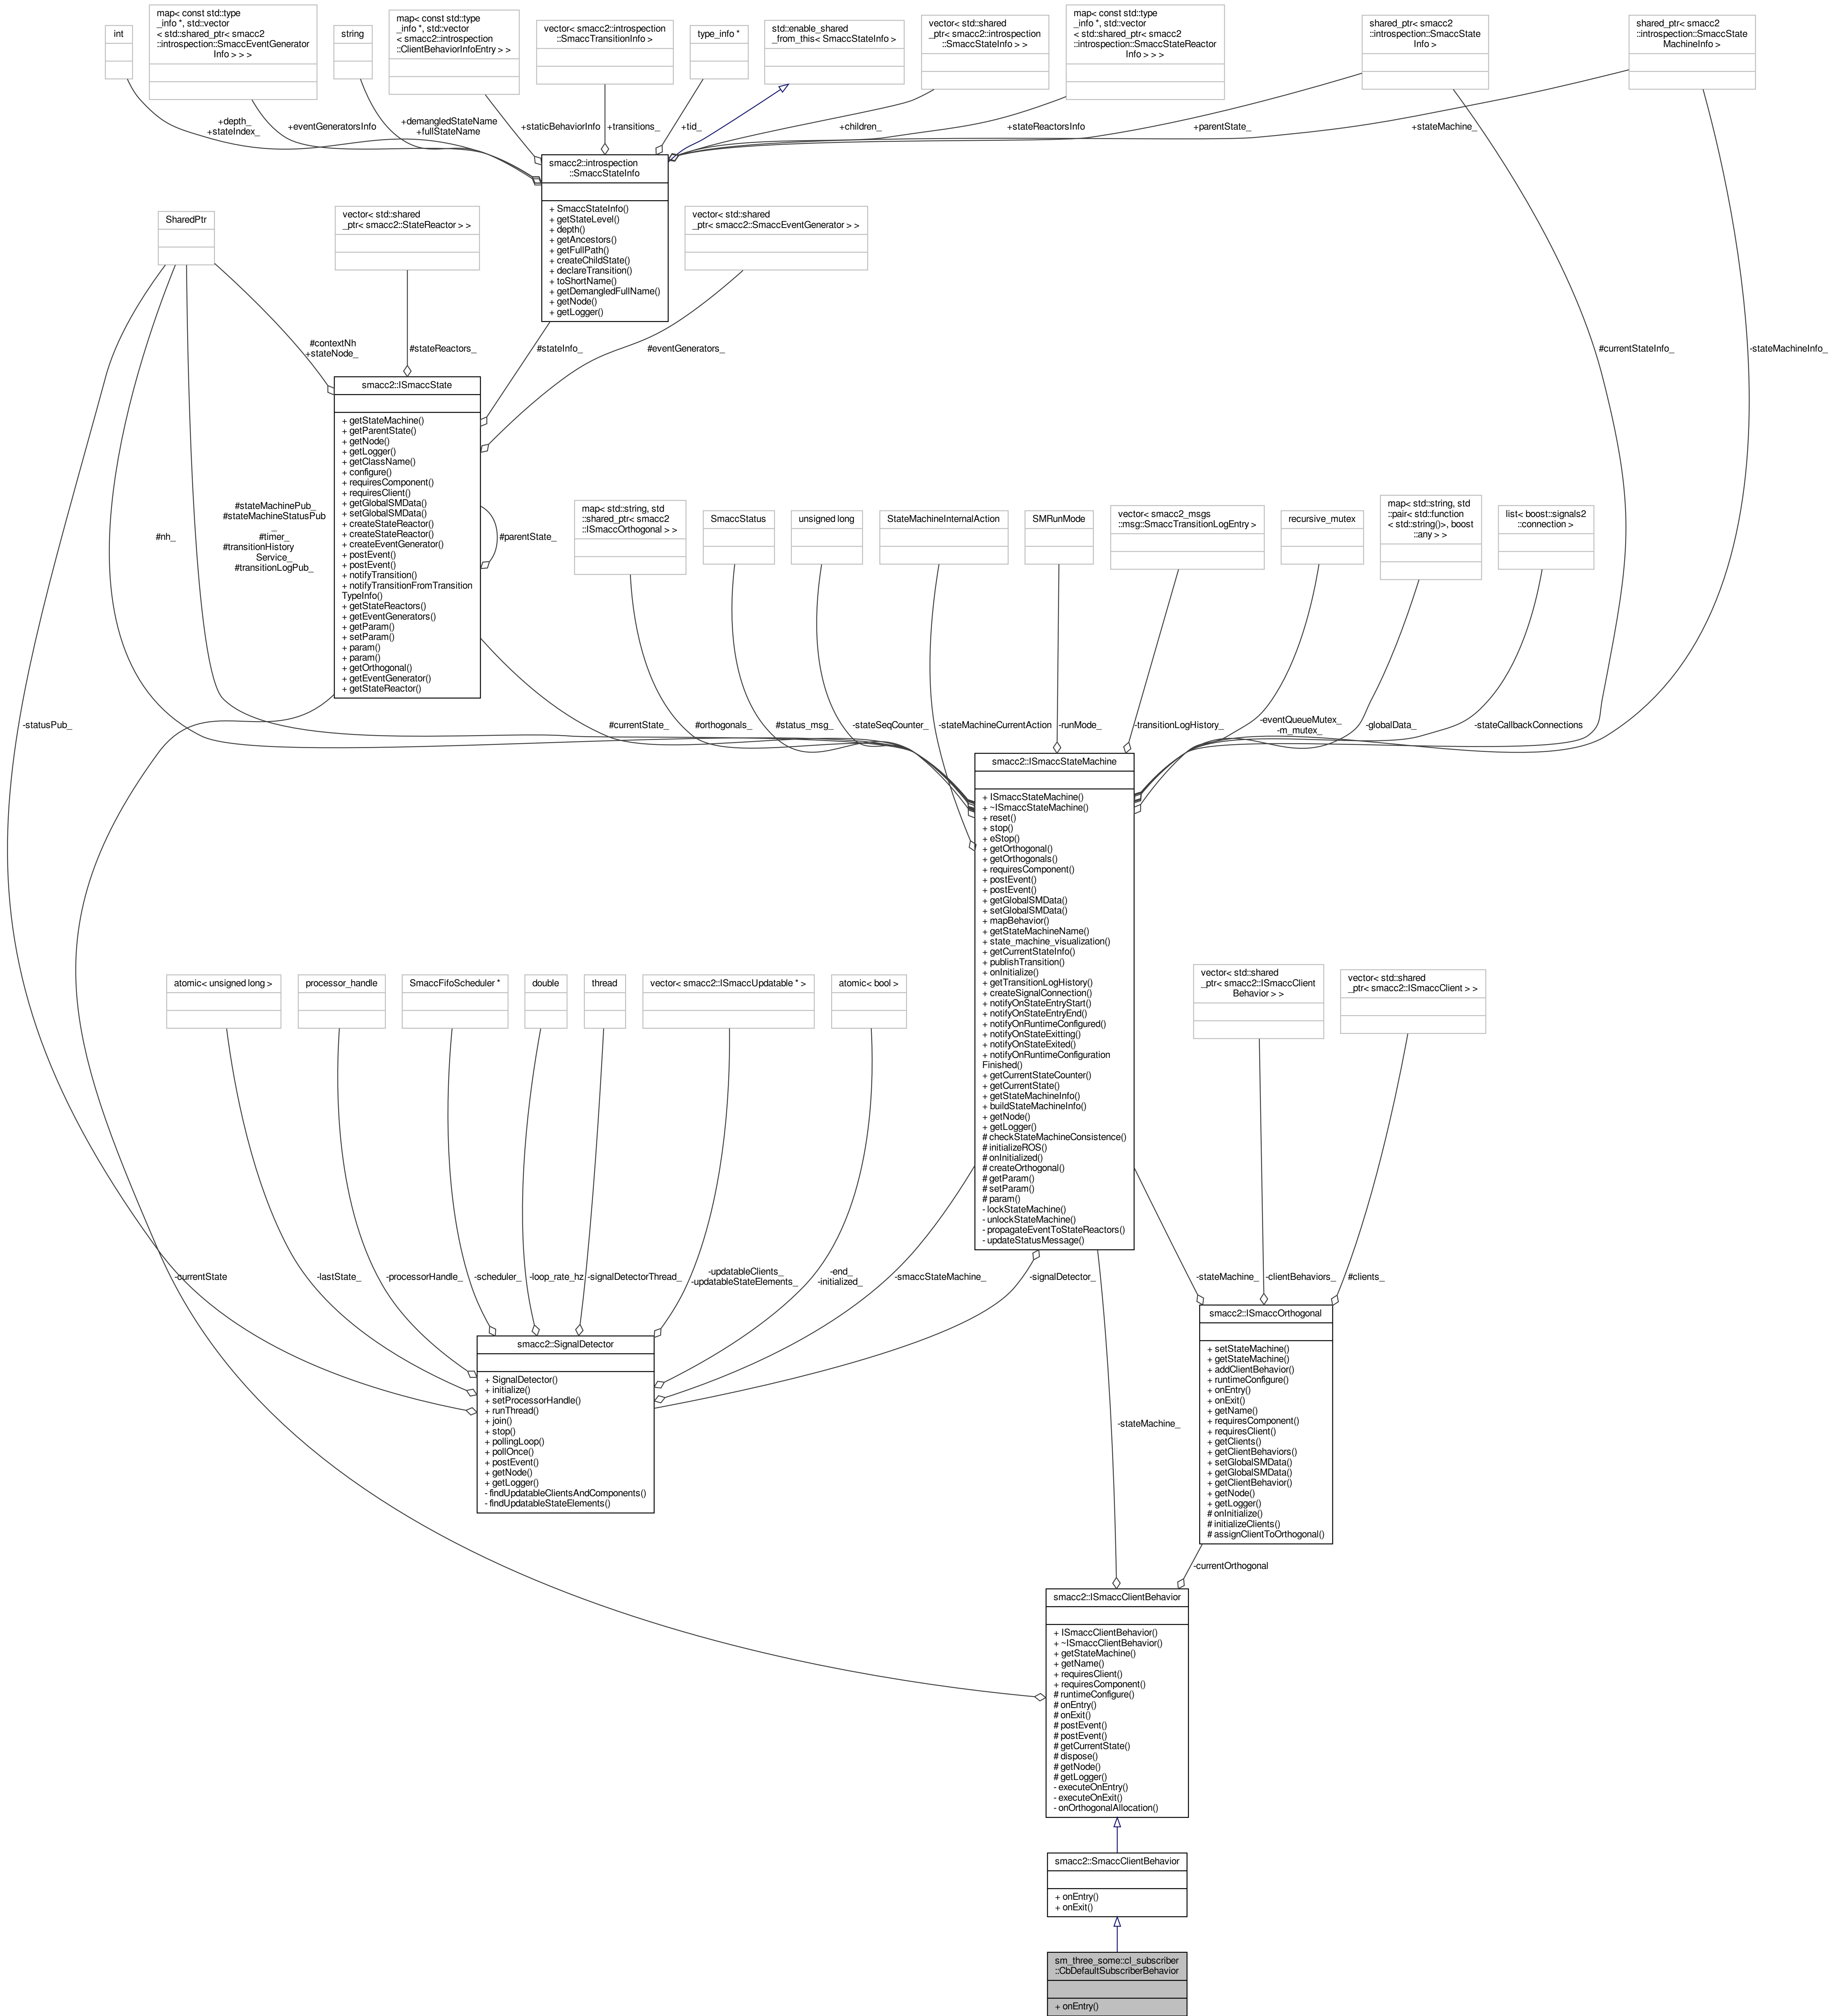 int
map< const std::type
_info *, std::vector
< std::shared_ptr< smacc2
::introspection::SmaccEventGenerator
Info > > >
string
map< const std::type
_info *, std::vector
< smacc2::introspection
::ClientBehaviorInfoEntry > >
vector< smacc2::introspection
::SmaccTransitionInfo >
type_info *
std::enable_shared
_from_this< SmaccStateInfo >
vector< std::shared
_ptr< smacc2::introspection
::SmaccStateInfo > >
map< const std::type
_info *, std::vector
< std::shared_ptr< smacc2
::introspection::SmaccStateReactor
Info > > >
shared_ptr< smacc2
::introspection::SmaccState
Info >
shared_ptr< smacc2
::introspection::SmaccState
MachineInfo >
+depth_
+stateIndex_
+eventGeneratorsInfo
+demangledStateName
+fullStateName
+staticBehaviorInfo
+transitions_
+tid_
+children_
+stateReactorsInfo
+parentState_
+stateMachine_
smacc2::introspection
::SmaccStateInfo
+ SmaccStateInfo()
+ getStateLevel()
+ depth()
+ getAncestors()
+ getFullPath()
+ createChildState()
+ declareTransition()
+ toShortName()
+ getDemangledFullName()
+ getNode()
+ getLogger()
SharedPtr
vector< std::shared
_ptr< smacc2::StateReactor > >
vector< std::shared
_ptr< smacc2::SmaccEventGenerator > >
#contextNh
+stateNode_
#stateReactors_
#stateInfo_
#eventGenerators_
#currentStateInfo_
-stateMachineInfo_
smacc2::ISmaccState
+ getStateMachine()
+ getParentState()
+ getNode()
+ getLogger()
+ getClassName()
+ configure()
+ requiresComponent()
+ requiresClient()
+ getGlobalSMData()
+ setGlobalSMData()
+ createStateReactor()
+ createStateReactor()
+ createEventGenerator()
+ postEvent()
+ postEvent()
+ notifyTransition()
+ notifyTransitionFromTransition
TypeInfo()
+ getStateReactors()
+ getEventGenerators()
+ getParam()
+ setParam()
+ param()
+ param()
+ getOrthogonal()
+ getEventGenerator()
+ getStateReactor()
#parentState_
#nh_
#stateMachinePub_
#stateMachineStatusPub
_
#timer_
#transitionHistory
Service_
#transitionLogPub_
map< std::string, std
::shared_ptr< smacc2
::ISmaccOrthogonal > >
SmaccStatus
unsigned long
StateMachineInternalAction
SMRunMode
vector< smacc2_msgs
::msg::SmaccTransitionLogEntry >
recursive_mutex
map< std::string, std
::pair< std::function
< std::string()>, boost
::any > >
list< boost::signals2
::connection >
-statusPub_
#currentState_
#orthogonals_
#status_msg_
-stateSeqCounter_
-stateMachineCurrentAction
-runMode_
-transitionLogHistory_
-eventQueueMutex_
-m_mutex_
-globalData_
-stateCallbackConnections
smacc2::ISmaccStateMachine
+ ISmaccStateMachine()
+ ~ISmaccStateMachine()
+ reset()
+ stop()
+ eStop()
+ getOrthogonal()
+ getOrthogonals()
+ requiresComponent()
+ postEvent()
+ postEvent()
+ getGlobalSMData()
+ setGlobalSMData()
+ mapBehavior()
+ getStateMachineName()
+ state_machine_visualization()
+ getCurrentStateInfo()
+ publishTransition()
+ onInitialize()
+ getTransitionLogHistory()
+ createSignalConnection()
+ notifyOnStateEntryStart()
+ notifyOnStateEntryEnd()
+ notifyOnRuntimeConfigured()
+ notifyOnStateExitting()
+ notifyOnStateExited()
+ notifyOnRuntimeConfiguration
Finished()
+ getCurrentStateCounter()
+ getCurrentState()
+ getStateMachineInfo()
+ buildStateMachineInfo()
+ getNode()
+ getLogger()
# checkStateMachineConsistence()
# initializeROS()
# onInitialized()
# createOrthogonal()
# getParam()
# setParam()
# param()
- lockStateMachine()
- unlockStateMachine()
- propagateEventToStateReactors()
- updateStatusMessage()
atomic< unsigned long >
processor_handle
SmaccFifoScheduler *
double
thread
vector< smacc2::ISmaccUpdatable * >
atomic< bool >
vector< std::shared
_ptr< smacc2::ISmaccClient
Behavior > >
vector< std::shared
_ptr< smacc2::ISmaccClient > >
-currentState
-lastState_
-processorHandle_
-scheduler_
-loop_rate_hz
-signalDetectorThread_
-updatableClients_
-updatableStateElements_
-end_
-initialized_
-smaccStateMachine_
-signalDetector_
-stateMachine_
-clientBehaviors_
#clients_
smacc2::SignalDetector
+ SignalDetector()
+ initialize()
+ setProcessorHandle()
+ runThread()
+ join()
+ stop()
+ pollingLoop()
+ pollOnce()
+ postEvent()
+ getNode()
+ getLogger()
- findUpdatableClientsAndComponents()
- findUpdatableStateElements()
smacc2::ISmaccOrthogonal
+ setStateMachine()
+ getStateMachine()
+ addClientBehavior()
+ runtimeConfigure()
+ onEntry()
+ onExit()
+ getName()
+ requiresComponent()
+ requiresClient()
+ getClients()
+ getClientBehaviors()
+ setGlobalSMData()
+ getGlobalSMData()
+ getClientBehavior()
+ getNode()
+ getLogger()
# onInitialize()
# initializeClients()
# assignClientToOrthogonal()
-stateMachine_
-currentOrthogonal
smacc2::ISmaccClientBehavior
+ ISmaccClientBehavior()
+ ~ISmaccClientBehavior()
+ getStateMachine()
+ getName()
+ requiresClient()
+ requiresComponent()
# runtimeConfigure()
# onEntry()
# onExit()
# postEvent()
# postEvent()
# getCurrentState()
# dispose()
# getNode()
# getLogger()
- executeOnEntry()
- executeOnExit()
- onOrthogonalAllocation()
smacc2::SmaccClientBehavior
+ onEntry()
+ onExit()
sm_three_some::cl_subscriber
::CbDefaultSubscriberBehavior
+ onEntry()